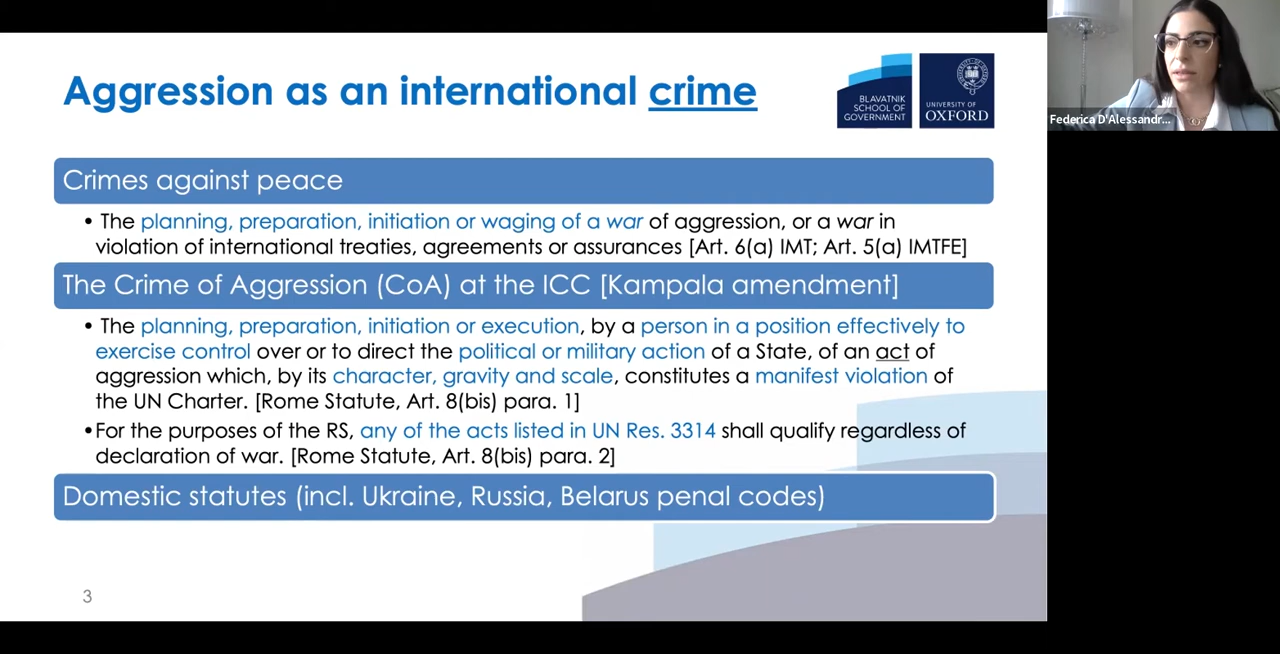 Aggression as an international crime
BLAVATNIK
SCHOOL OF
GOVERNMENT
UNIVERSITY OF
OXFORD
Federica D'Alessandr...
Crimes against peace
• The planning, preparation, initiation or waging of a war of aggression, or a war in
violation of international treaties, agreements or assurances [Art. 6(a) IMT; Art. 5(a) IMTFE]
The Crime of Aggression (CoA) at the ICC [Kampala amendment]
• The planning, preparation, initiation or execution, by a person in a position effectively to
exercise control over or to direct the political or military action of a State, of an act of
aggression which, by its character, gravity and scale, constitutes a manifest violation of
the UN Charter. [Rome Statute, Art. 8(bis) para. 1]
•For the purposes of the RS, any of the acts listed in UN Res. 3314 shall qualify regardless of
declaration of war. [Rome Statute, Art. 8(bis) para. 2]
Domestic statutes (incl. Ukraine, Russia, Belarus penal codes)
3